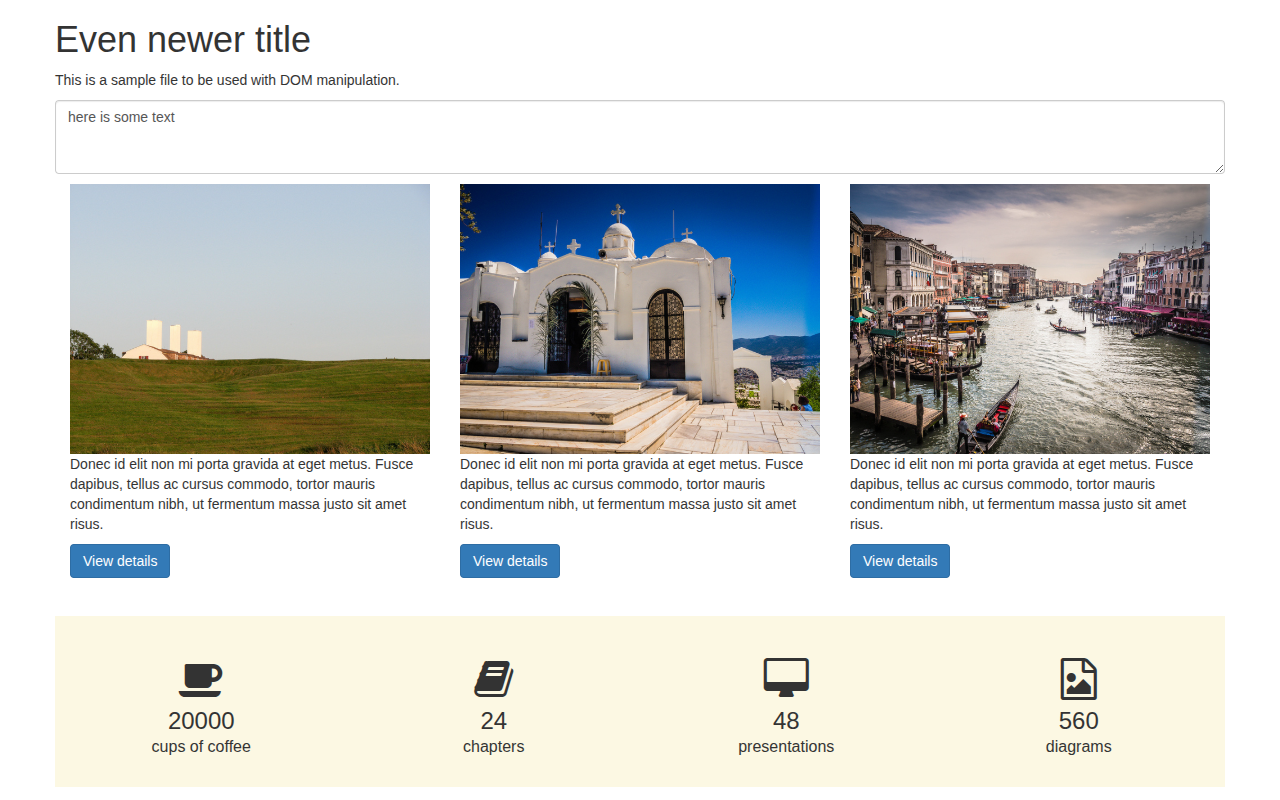 Even newer title
This is a sample file to be used with DOM manipulation.
here is some text
Donec id elit non mi porta gravida at eget metus. Fusce
dapibus, tellus ac cursus commodo, tortor mauris
condimentum nibh, ut fermentum massa justo sit amet
risus.
View details
Donec id elit non mi porta gravida at eget metus. Fusce
dapibus, tellus ac cursus commodo, tortor mauris
condimentum nibh, ut fermentum massa justo sit amet
risus.
View details
Donec id elit non mi porta gravida at eget metus. Fusce
dapibus, tellus ac cursus commodo, tortor mauris
condimentum nibh, ut fermentum massa justo sit amet
risus.
View details
20000
cups of coffee
24
chapters
48
presentations
560
diagrams